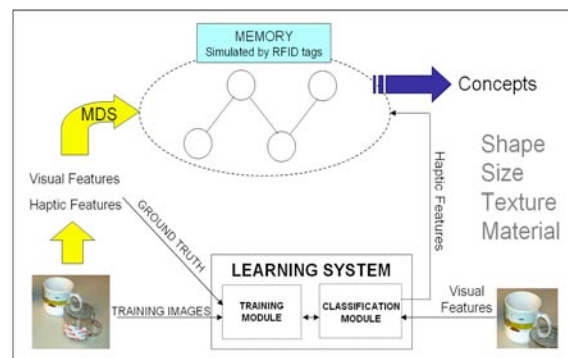 MEMORY
Simulated by RFID tags
MDS
Concepts
Visual Features
Haptic Features
GROUND TRUTH
Haptic Features
Shape
Size
Texture
Material
LEARNING SYSTEM
TRAINING IMAGES
TRAINING
MODULE
CLASSIFICATION
MODULE
Visual
Features